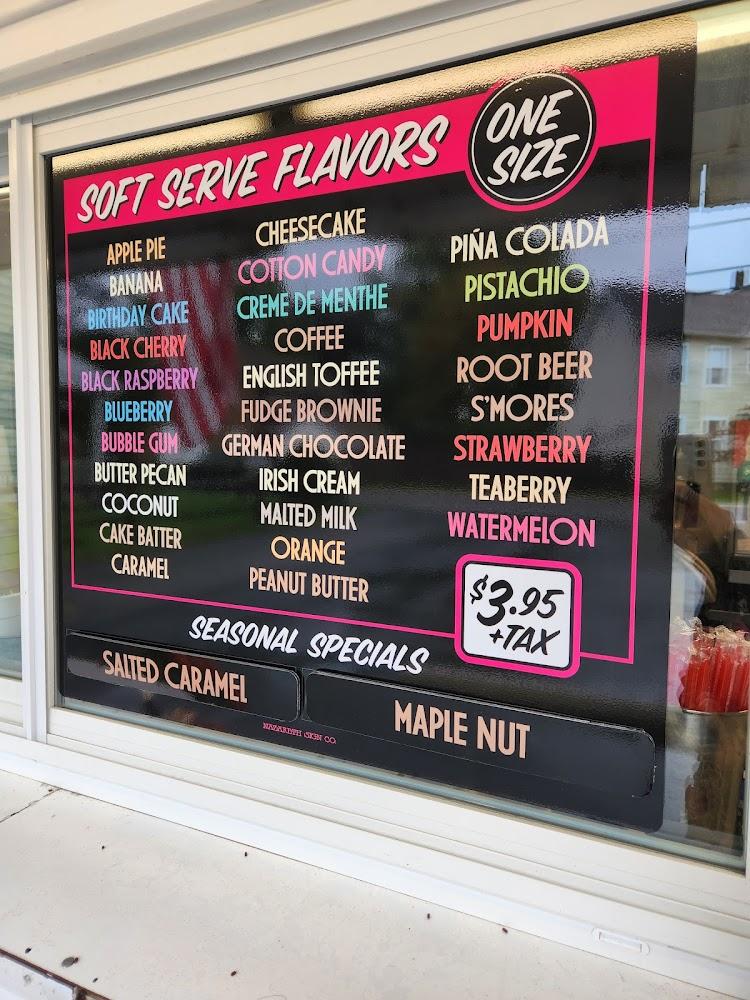 SOFT SERVE FLAVORS
ONE
SIZE
APPLE PIE
BANANA
BIRTHDAY CAKE
BLACK CHERRY
BLACK RASPBERRY
BLUEBERRY
BUBBLE GUM
BUTTER PECAN
COCONUT
CAKE BATTER
CARAMEL
CHEESECAKE
COTTON CANDY
CREME DE MENTHE
COFFEE
ENGLISH TOFFEE
FUDGE BROWNIE
GERMAN CHOCOLATE
IRISH CREAM
MALTED MILK
ORANGE
PEANUT BUTTER
PIÑA COLADA
PISTACHIO
PUMPKIN
ROOT BEER
S'MORES
STRAWBERRY
TEABERRY
WATERMELON
$3.95
+TAX
SEASONAL SPECIALS
SALTED CARAMEL
MAPLE NUT
NAZARETH SIGN CO.